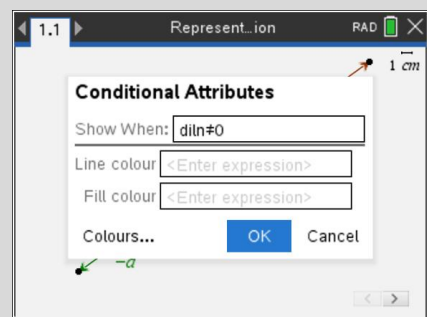 1.1 Represent...ion RAD
1 cm
Conditional Attributes
Show When: diln≠0
Line colour <Enter expression>
Fill colour <Enter expression>
Colours... OK Cancel
-a